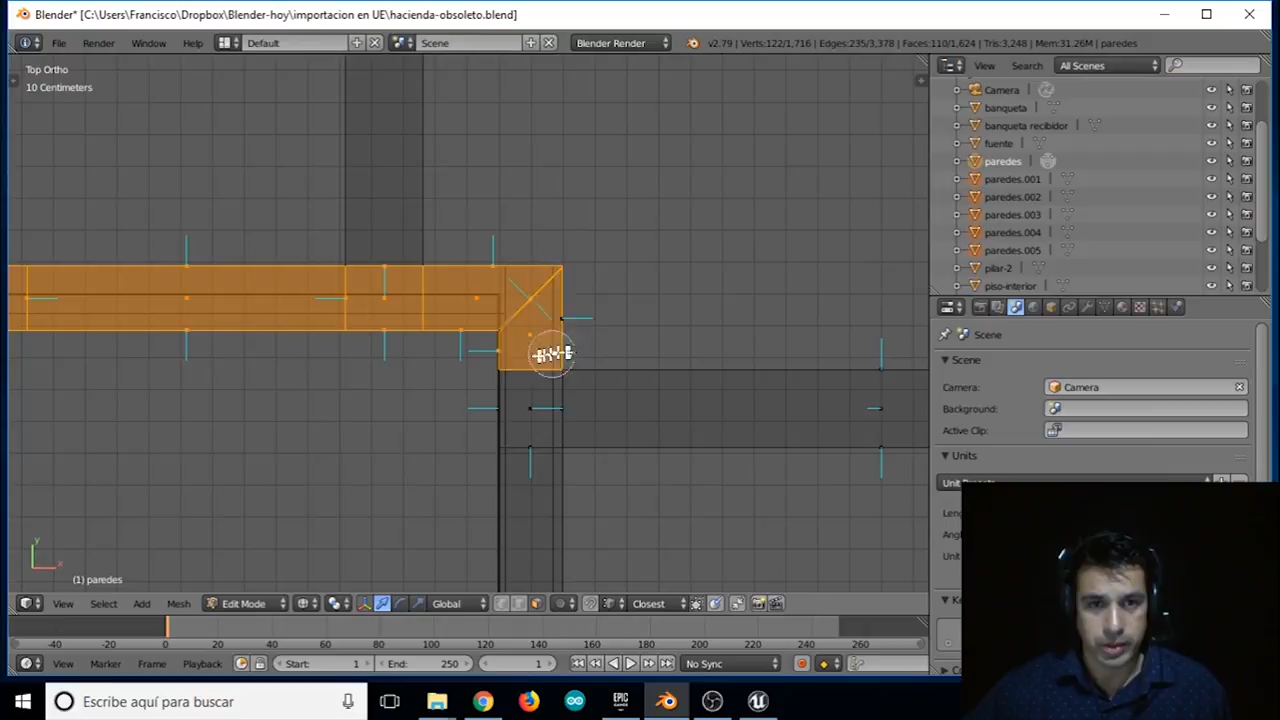 Blender* [C:\Users\Francisco\Dropbox\Blender-hoy\importacion en UE\hacienda-obsoleto.blend]
File Render Window Help Default Scene Blender Render v2.79 | Verts:122/1,716 | Edges:235/3,378 | Faces:110/1,624 | Tris:3,248 | Mem:31.26M | paredes
Top Ortho
10 Centimeters
View Search All Scenes
Camera
banqueta
banqueta recibidor
fuente
paredes
paredes.001
paredes.002
paredes.003
paredes.004
paredes.005
pilar-2
piso-interior
Scene
Scene
Camera: Camera
Background:
Active Clip:
Units
y
x
(1) paredes
View Select Add Mesh Edit Mode Global Closest
-40 -20 0 20 40 60 80 100 120 140 160 180 200 220 240 260
View Marker Frame Playback Start: 1 End: 250 1 No Sync
Escribe aquí para buscar
EPIC
GAMES